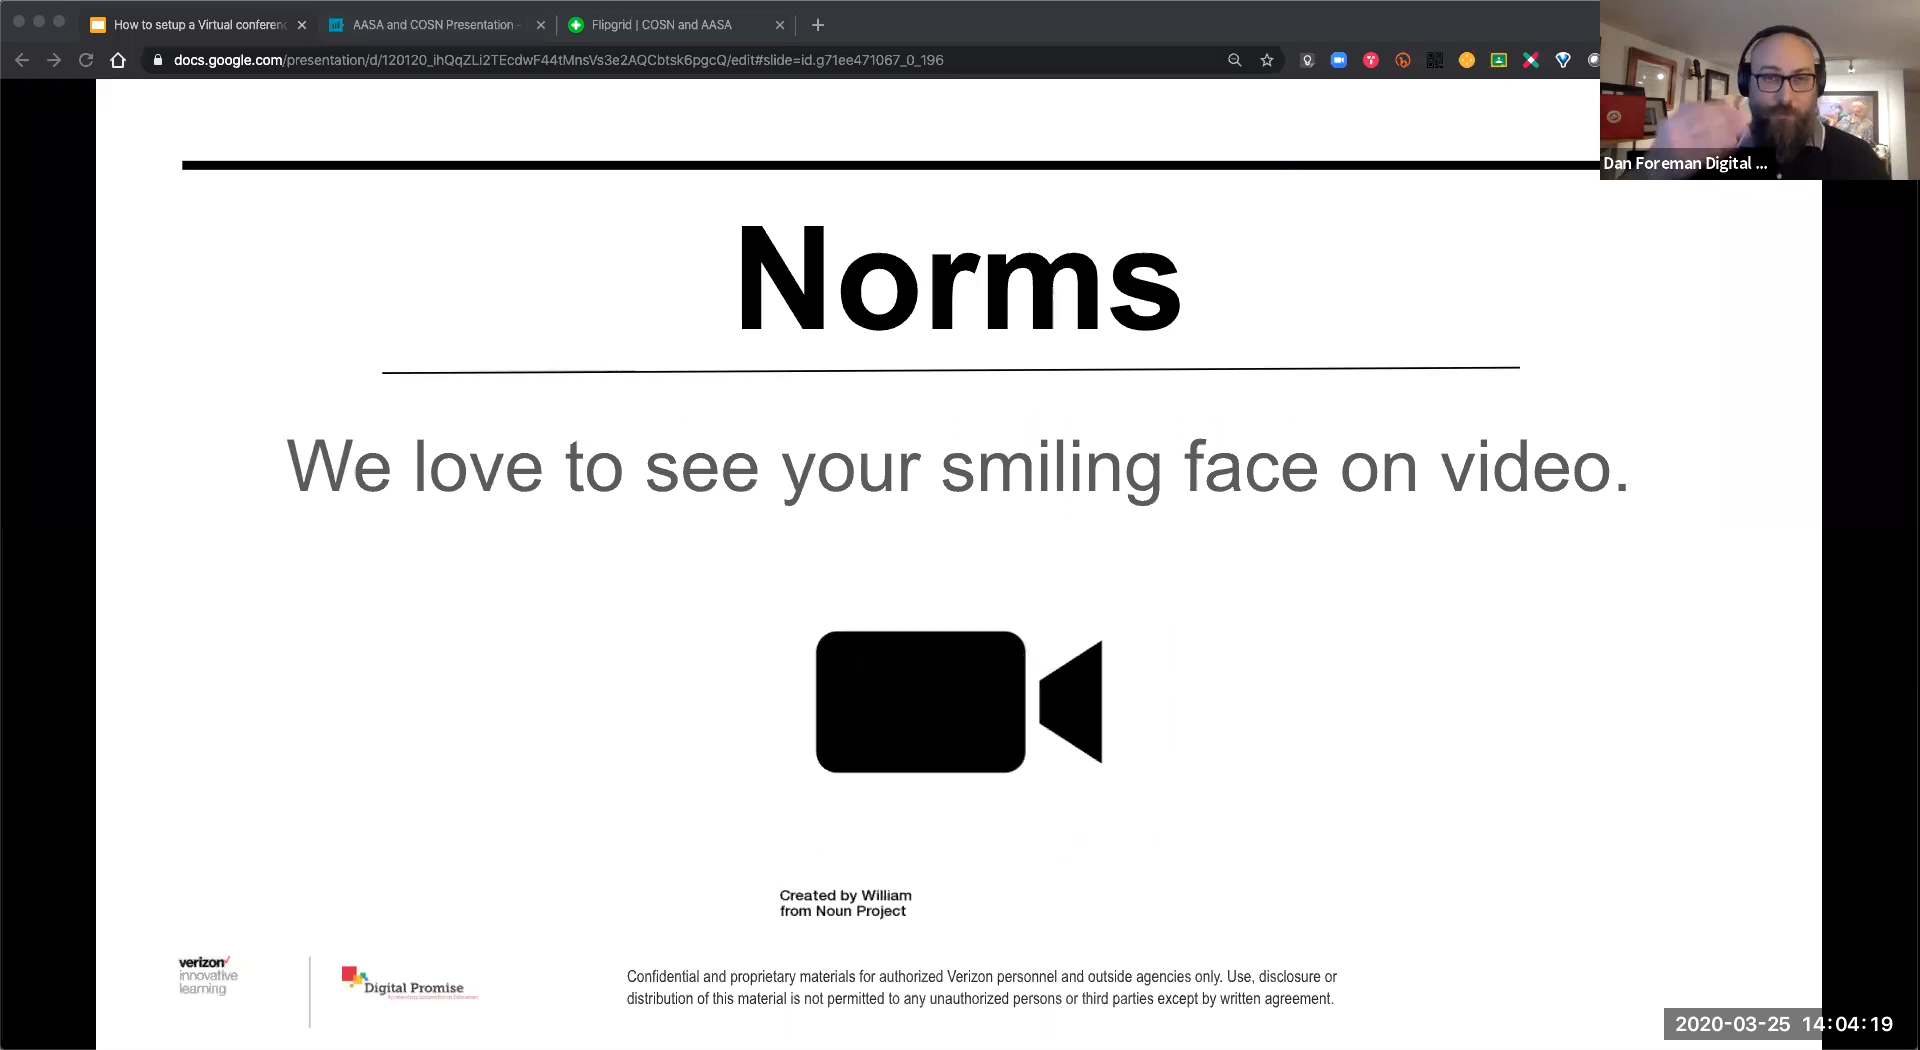 How to setup a Virtual conferenc
AASA and COSN Presentation -
Flipgrid | COSN and AASA
docs.google.com/presentation/d/120120_ihQqZLi2TEcdwF44tMnsVs3e2AQCbtsk6pgcQ/edit#slide=id.g71ee471067_0_196
Dan Foreman Digital ...
Norms
We love to see your smiling face on video.
Created by William
from Noun Project
verizon
innovative
learning
Digital Promise
Confidential and proprietary materials for authorized Verizon personnel and outside agencies only. Use, disclosure or
distribution of this material is not permitted to any unauthorized persons or third parties except by written agreement.
2020-03-25 14:04:19